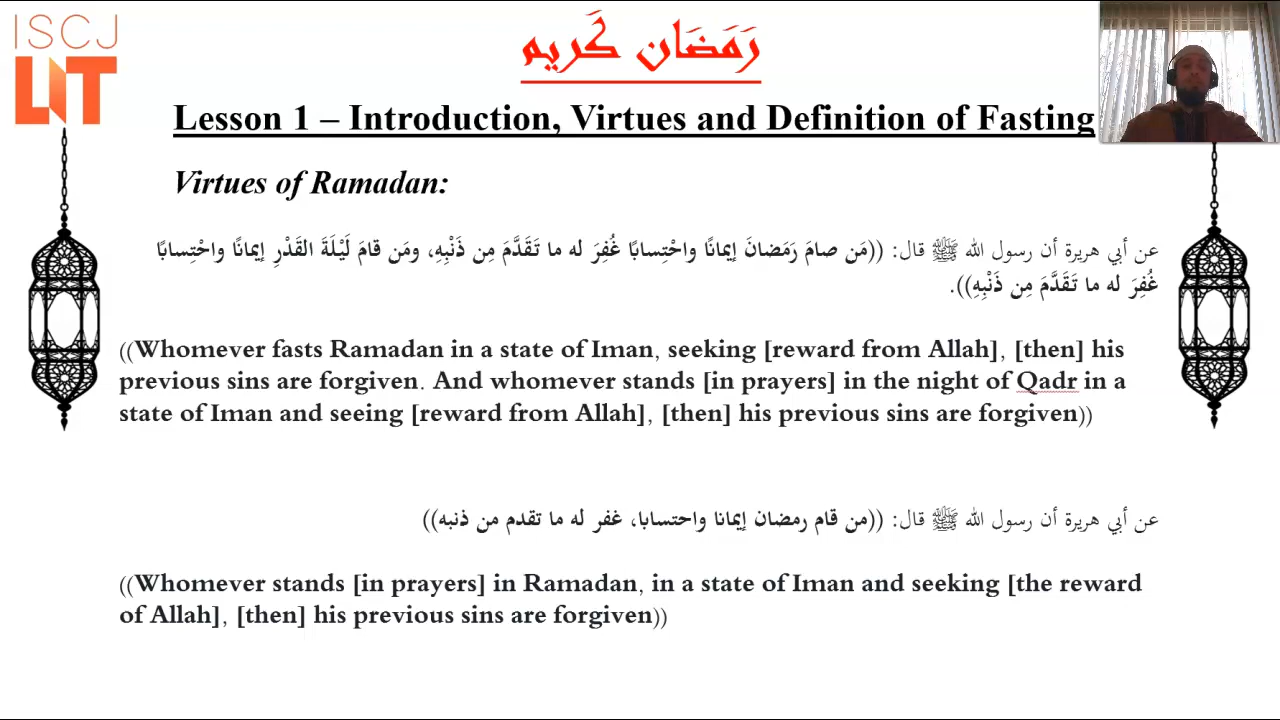 ISCJ
LIT
رَمَضَان كَريم
Lesson 1 – Introduction, Virtues and Definition of Fasting
Virtues of Ramadan:
عن أبي هريرة أن رسول الله ﷺ قال: ((مَن صامَ رَمَضانَ إيمانًا واحْتِسابًا غُفِرَ له ما تَقَدَّمَ مِن ذَنْبِهِ، ومَن قامَ لَيْلَةَ القَدْرِ إيمانًا واحْتِسابًا
غُفِرَ له ما تَقَدَّمَ مِن ذَنْبِهِ)).
((Whomever fasts Ramadan in a state of Iman, seeking [reward from Allah], [then] his
previous sins are forgiven. And whomever stands [in prayers] in the night of Qadr in a
state of Iman and seeing [reward from Allah], [then] his previous sins are forgiven))
عن أبي هريرة أن رسول الله ﷺ قال: ((من قام رمضان إيمانا واحتسابا، غفر له ما تقدم من ذنبه))
((Whomever stands [in prayers] in Ramadan, in a state of Iman and seeking [the reward
of Allah], [then] his previous sins are forgiven))